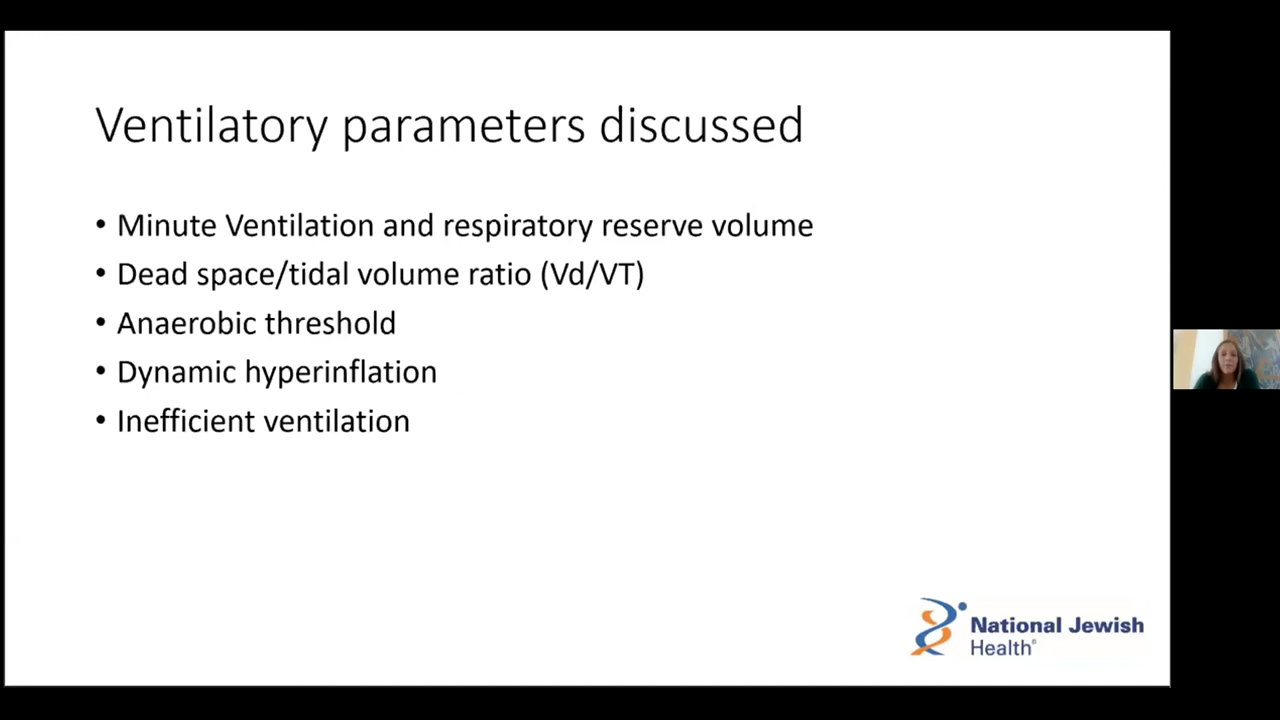 Ventilatory parameters discussed
• Minute Ventilation and respiratory reserve volume
• Dead space/tidal volume ratio (Vd/VT)
• Anaerobic threshold
• Dynamic hyperinflation
• Inefficient ventilation
National Jewish
Health®